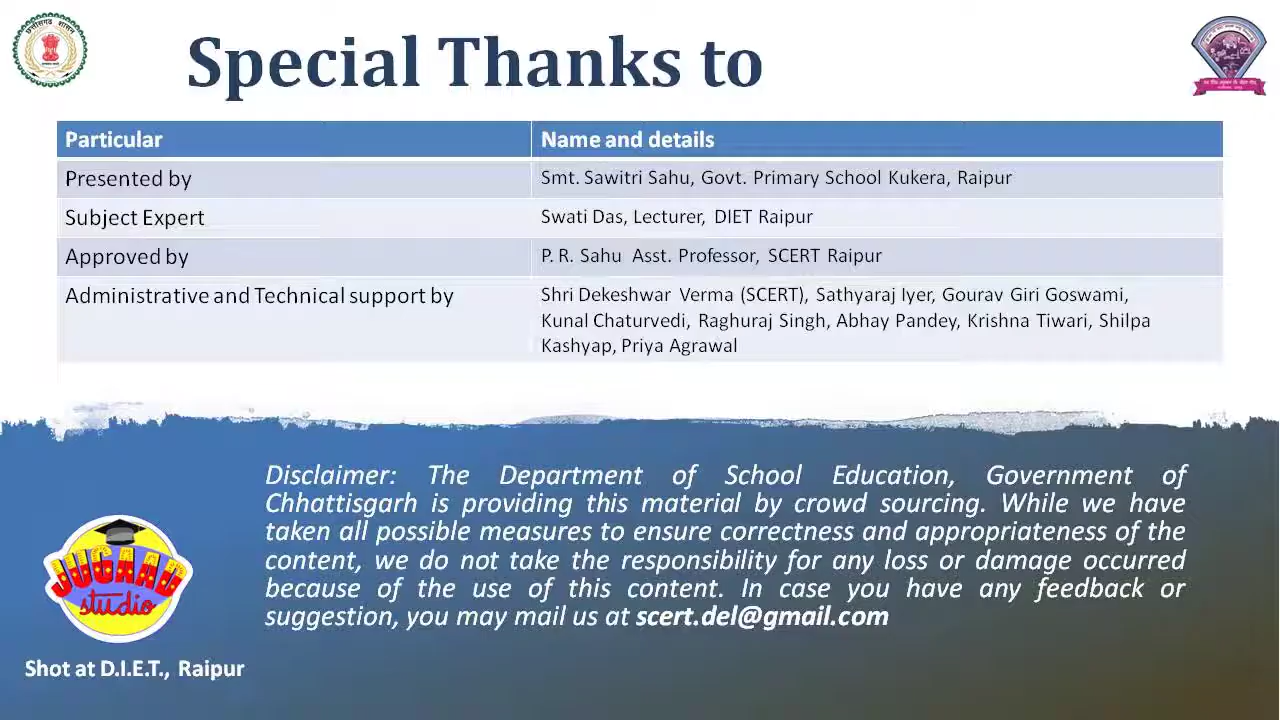 छत्तीसगढ़ शासन
Special Thanks to
Particular
Name and details
Presented by
Smt. Sawitri Sahu, Govt. Primary School Kukera, Raipur
Subject Expert
Swati Das, Lecturer, DIET Raipur
Approved by
P. R. Sahu Asst. Professor, SCERT Raipur
Administrative and Technical support by
Shri Dekeshwar Verma (SCERT), Sathyaraj Iyer, Gourav Giri Goswami,
Kunal Chaturvedi, Raghuraj Singh, Abhay Pandey, Krishna Tiwari, Shilpa
Kashyap, Priya Agrawal
Disclaimer: The Department of School Education, Government of
Chhattisgarh is providing this material by crowd sourcing. While we have
taken all possible measures to ensure correctness and appropriateness of the
content, we do not take the responsibility for any loss or damage occurred
because of the use of this content. In case you have any feedback or
suggestion, you may mail us at scert.del@gmail.com
JUGAAD
studio
Shot at D.I.E.T., Raipur